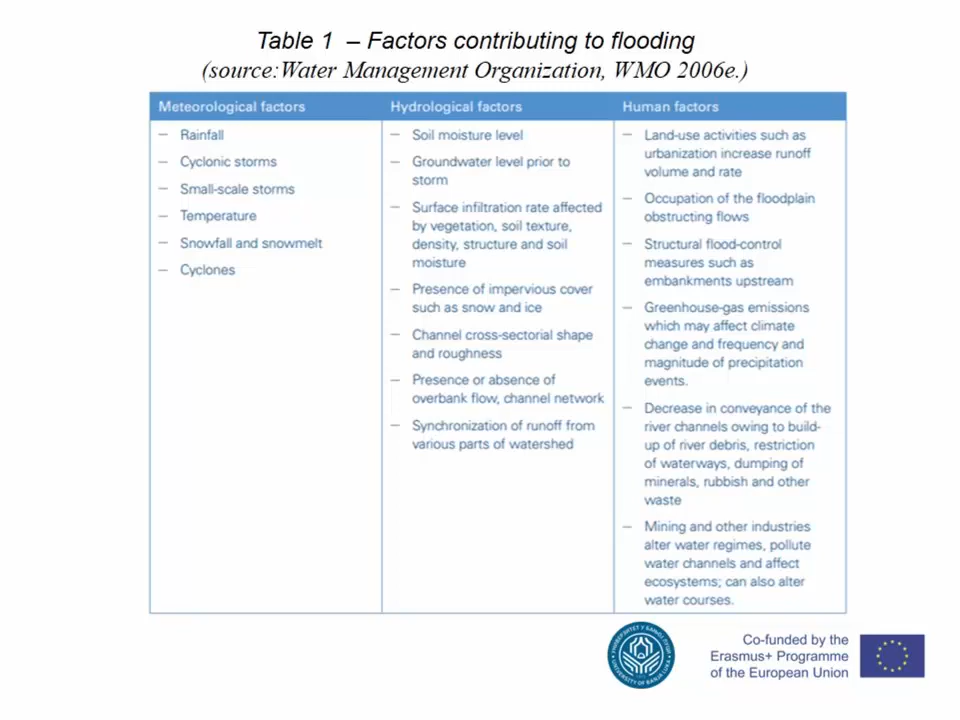 Table 1 – Factors contributing to flooding
(source:Water Management Organization, WMO 2006e.)
Meteorological factors
– Rainfall
– Cyclonic storms
– Small-scale storms
– Temperature
– Snowfall and snowmelt
– Cyclones
Hydrological factors
– Soil moisture level
– Groundwater level prior to
storm
– Surface infiltration rate affected
by vegetation, soil texture,
density, structure and soil
moisture
– Presence of impervious cover
such as snow and ice
– Channel cross-sectorial shape
and roughness
– Presence or absence of
overbank flow, channel network
– Synchronization of runoff from
various parts of watershed
Human factors
– Land-use activities such as
urbanization increase runoff
volume and rate
– Occupation of the floodplain
obstructing flows
– Structural flood-control
measures such as
embankments upstream
– Greenhouse-gas emissions
which may affect climate
change and frequency and
magnitude of precipitation
events.
– Decrease in conveyance of the
river channels owing to build-
up of river debris, restriction
of waterways, dumping of
minerals, rubbish and other
waste
– Mining and other industries
alter water regimes, pollute
water channels and affect
ecosystems; can also alter
water courses.
УНИВЕРЗИТЕТ У БАЊОЈ ЛУЦИ
UNIVERSITY OF BANJA LUKA
Co-funded by the
Erasmus+ Programme
of the European Union